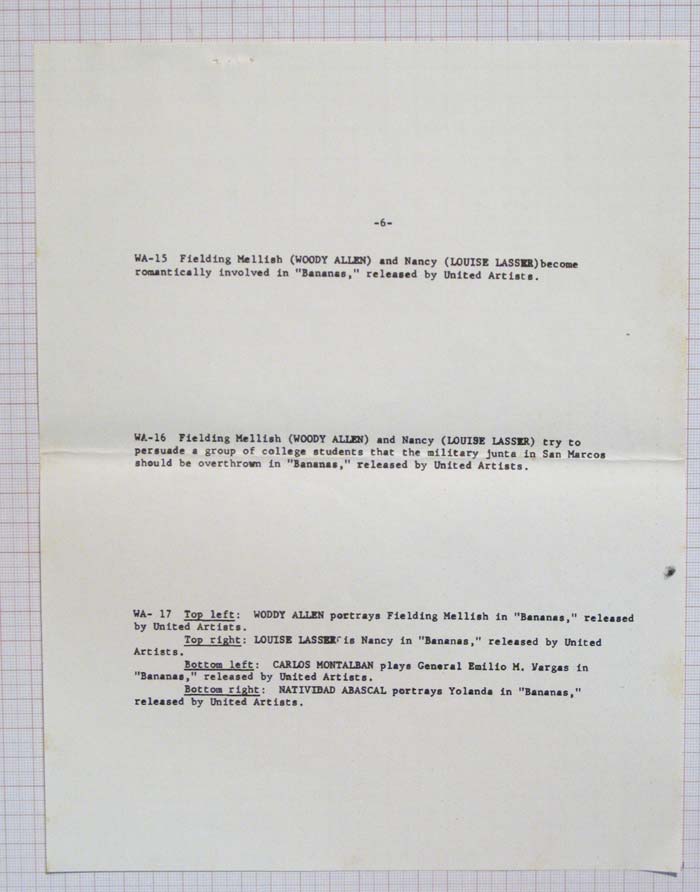 -6-
WA-15 Fielding Mellish (WOODY ALLEN) and Nancy (LOUISE LASSER)become
romantically involved in "Bananas," released by United Artists.
WA-16 Fielding Mellish (WOODY ALLEN) and Nancy (LOUISE LASSER) try to
persuade a group of college students that the military junta in San Marcos
should be overthrown in "Bananas," released by United Artists.
WA- 17 Top left: WODDY ALLEN portrays Fielding Mellish in "Bananas," released
by United Artists.
Top right: LOUISE LASSER is Nancy in "Bananas," released by United
Artists.
Bottom left: CARLOS MONTALBAN plays General Emilio M. Vargas in
"Bananas," released by United Artists.
Bottom right: NATIVIDAD ABASCAL portrays Yolanda in "Bananas,"
released by United Artists.